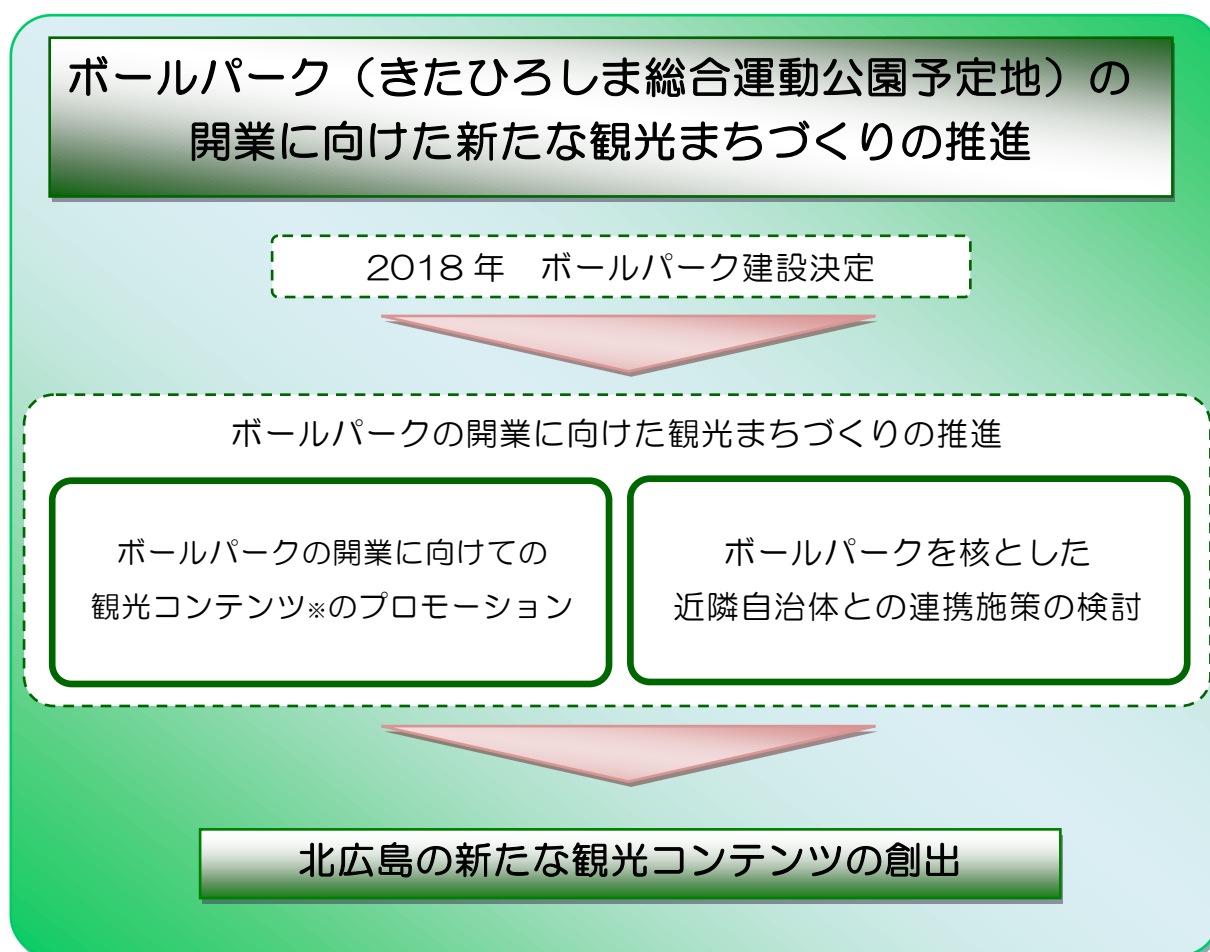 ボールパーク（きたひろしま総合運動公園予定地）の
開業に向けた新たな観光まちづくりの推進
2018年　ボールパーク建設決定
ボールパークの開業に向けた観光まちづくりの推進
ボールパークの開業に向けての
観光コンテンツ※のプロモーション
ボールパークを核とした
近隣自治体との連携施策の検討
北広島の新たな観光コンテンツの創出